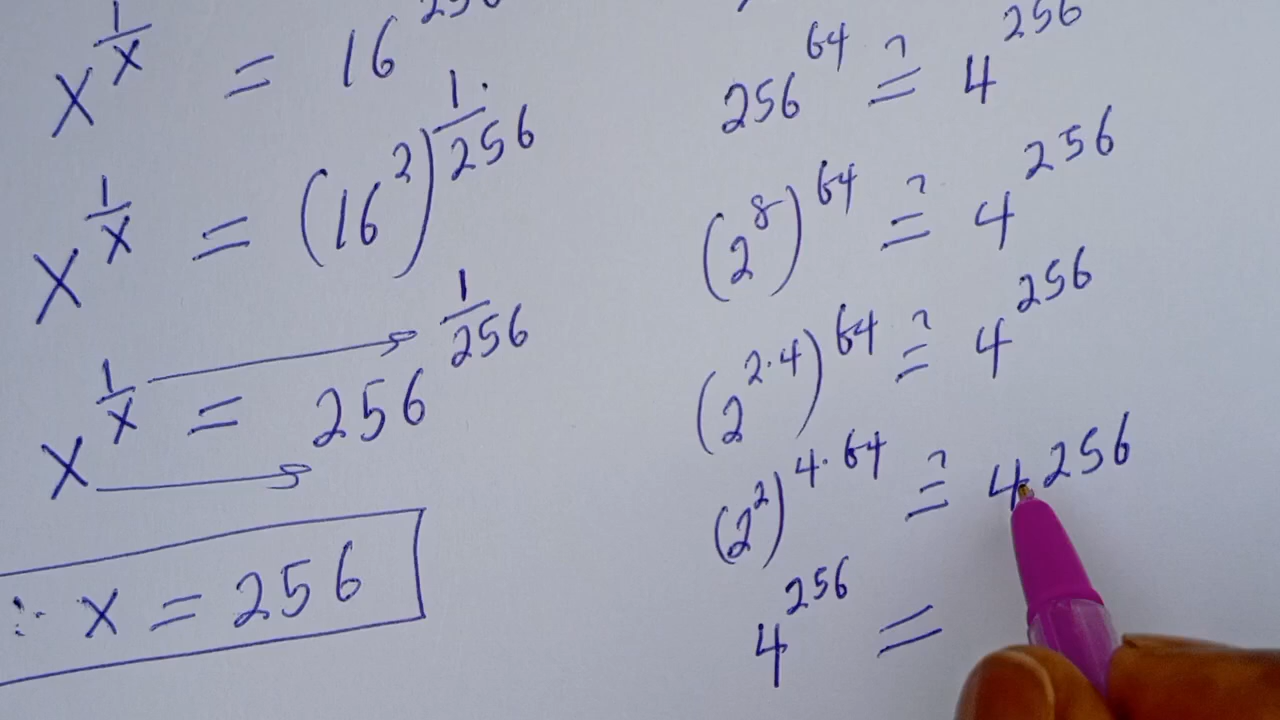 x^(1/x) = 16
x^(1/x) = (16^2)^(1/256)
x^(1/x) = 256^(1/256)
∴ x = 256
256^64 ≟ 4^256
(2^8)^64 ≟ 4^256
(2^(2·4))^64 ≟ 4^256
(2^2)^(4·64) ≟ 4^256
4^256 =